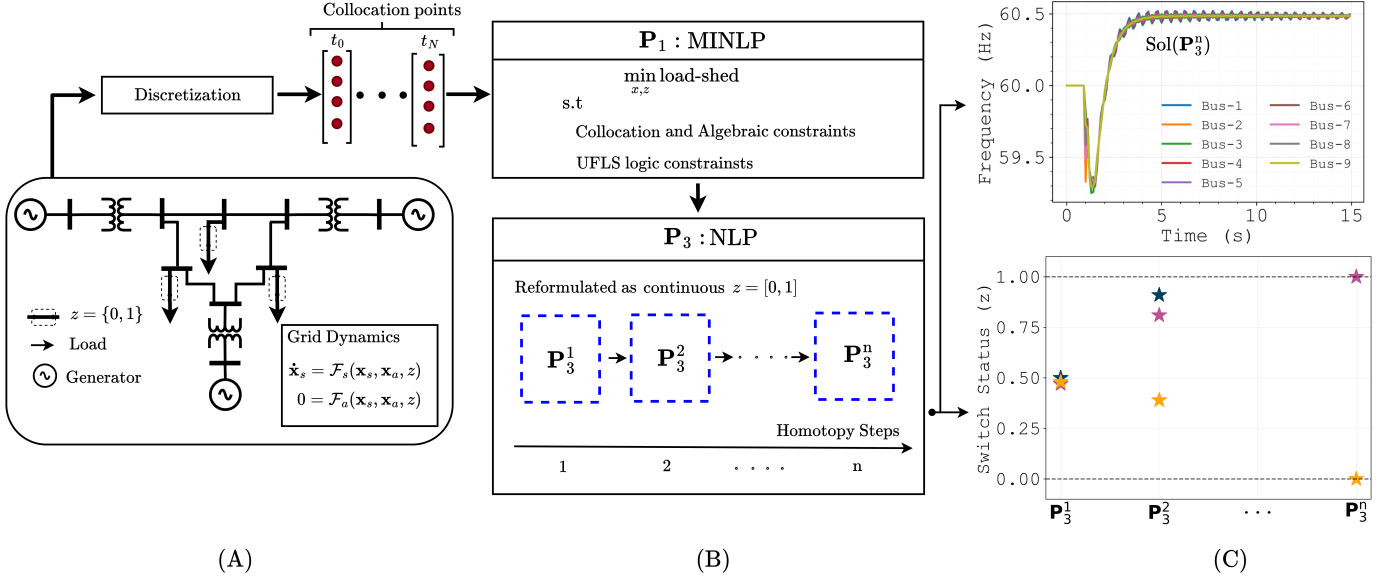 Collocation points
t_0 t_N
Discretization
z = {0, 1}
Load
Generator
Grid Dynamics
ẋ_s = F_s(x_s, x_a, z)
0 = F_a(x_s, x_a, z)
(A)
P_1 : MINLP
min load-shed
x,z
s.t
Collocation and Algebraic constraints
UFLS logic constrainsts
P_3 : NLP
Reformulated as continuous z = [0, 1]
P_3^1 P_3^2 P_3^n
Homotopy Steps
1 2 n
(B)
Frequency (Hz)
60.5
60.0
59.5
Sol(P_3^n)
Bus-1 Bus-6
Bus-2 Bus-7
Bus-3 Bus-8
Bus-4 Bus-9
Bus-5
0 5 10 15
Time (s)
Switch Status (z)
1.00
0.75
0.50
0.25
0.00
P_3^1 P_3^2 ... P_3^n
(C)